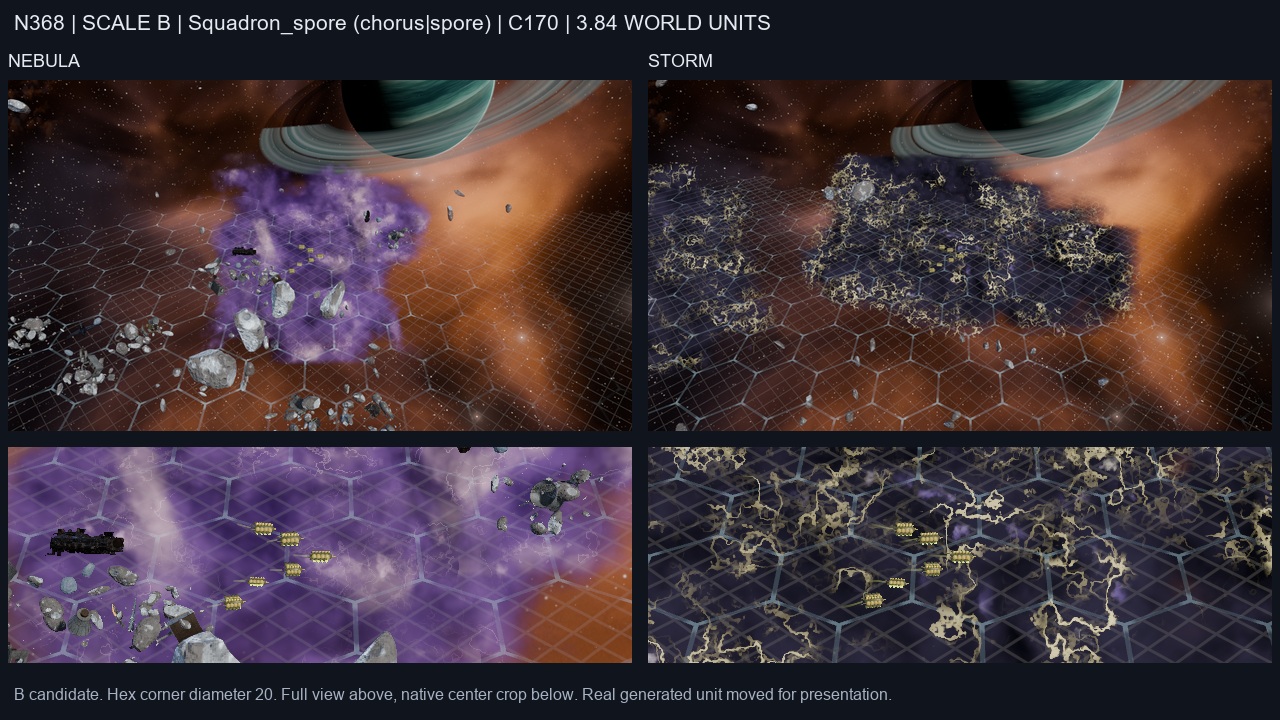 N368 | SCALE B | Squadron_spore (chorus|spore) | C170 | 3.84 WORLD UNITS
NEBULA
STORM
B candidate. Hex corner diameter 20. Full view above, native center crop below. Real generated unit moved for presentation.